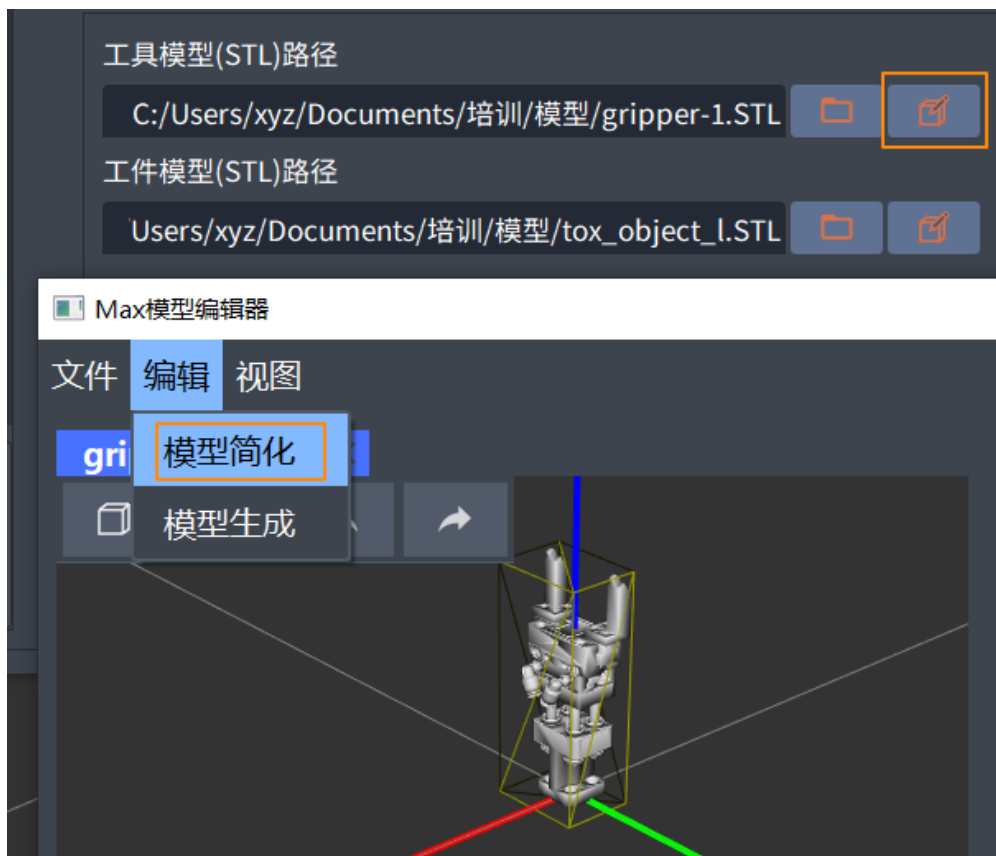 工具模型(STL)路径
C:/Users/xyz/Documents/培训/模型/gripper-1.STL
工件模型(STL)路径
Users/xyz/Documents/培训/模型/tox_object_l.STL
Max模型编辑器
文件 编辑 视图
gri
模型简化
模型生成